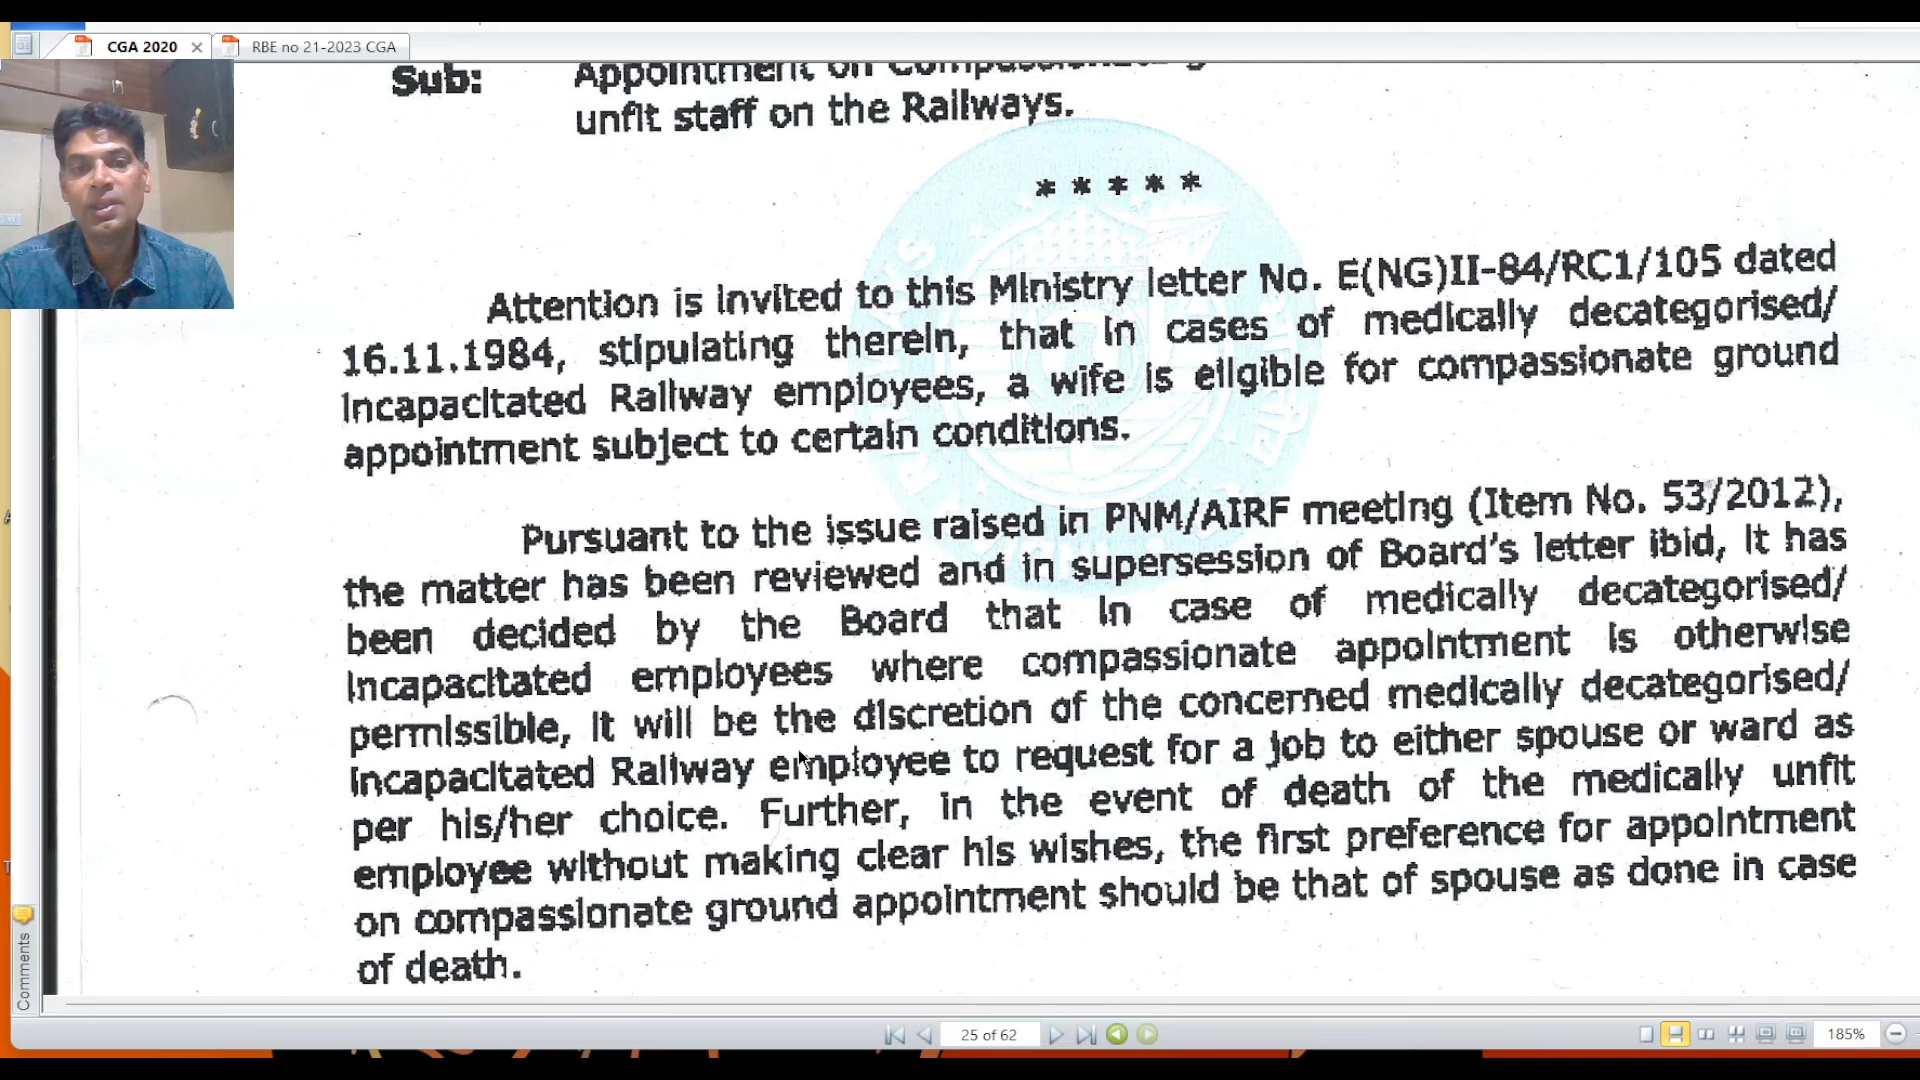 CGA 2020
RBE no 21-2023 CGA
Sub: Appointment on
unfit staff on the Railways.
*****
Attention is invited to this Ministry letter No. E(NG)II-84/RC1/105 dated
16.11.1984, stipulating therein, that in cases of medically decategorised/
incapacitated Railway employees, a wife is eligible for compassionate ground
appointment subject to certain conditions.
Pursuant to the issue raised in PNM/AIRF meeting (Item No. 53/2012),
the matter has been reviewed and in supersession of Board's letter ibid, it has
been decided by the Board that in case of medically decategorised/
incapacitated employees where compassionate appointment is otherwise
permissible, it will be the discretion of the concerned medically decategorised/
incapacitated Railway employee to request for a job to either spouse or ward as
per his/her choice. Further, in the event of death of the medically unfit
employee without making clear his wishes, the first preference for appointment
on compassionate ground appointment should be that of spouse as done in case
of death.
Comments
25 of 62
185%